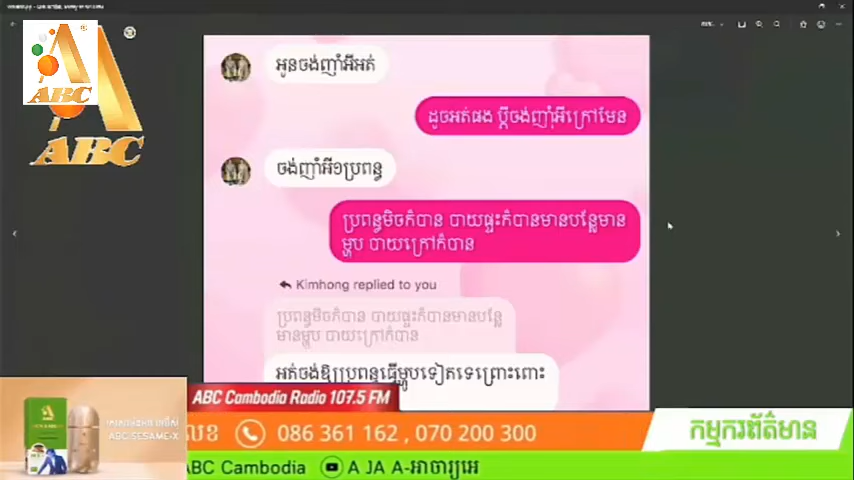 ABC
ABC
អូនចង់ញាំអីអត់
ដូចអត់ផង ប្ដីចង់ញ៉ាំអីក្រៅមែន
ចង់ញាំអី១ប្រពន្ធ
ប្រពន្ធមិចក៏បាន បាយផ្ទះក៏បានមានបន្លែមាន
ម្ហូប បាយក្រៅក៏បាន
Kimhong replied to you
ប្រពន្ធមិចក៏បាន បាយផ្ទះក៏បានមានបន្លែ
មានម្ហូប បាយក្រៅក៏បាន
អត់ចង់ឱ្យប្រពន្ធធ្វើម្ហូបទៀតទេព្រោះពោះ
ABC SESAME-X
ABC Cambodia Radio 107.5 FM
លេខ 086 361 162 , 070 200 300
កម្មករព័ត៌មាន
ABC Cambodia A JA A-អាចារ្យអេ